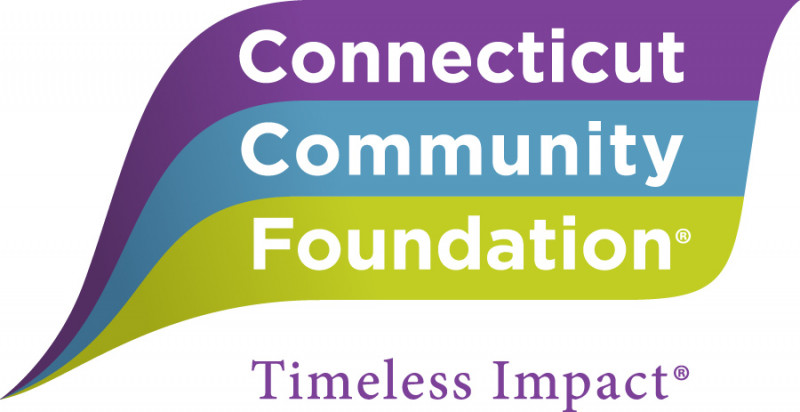 Connecticut
Community
Foundation®
Timeless Impact®